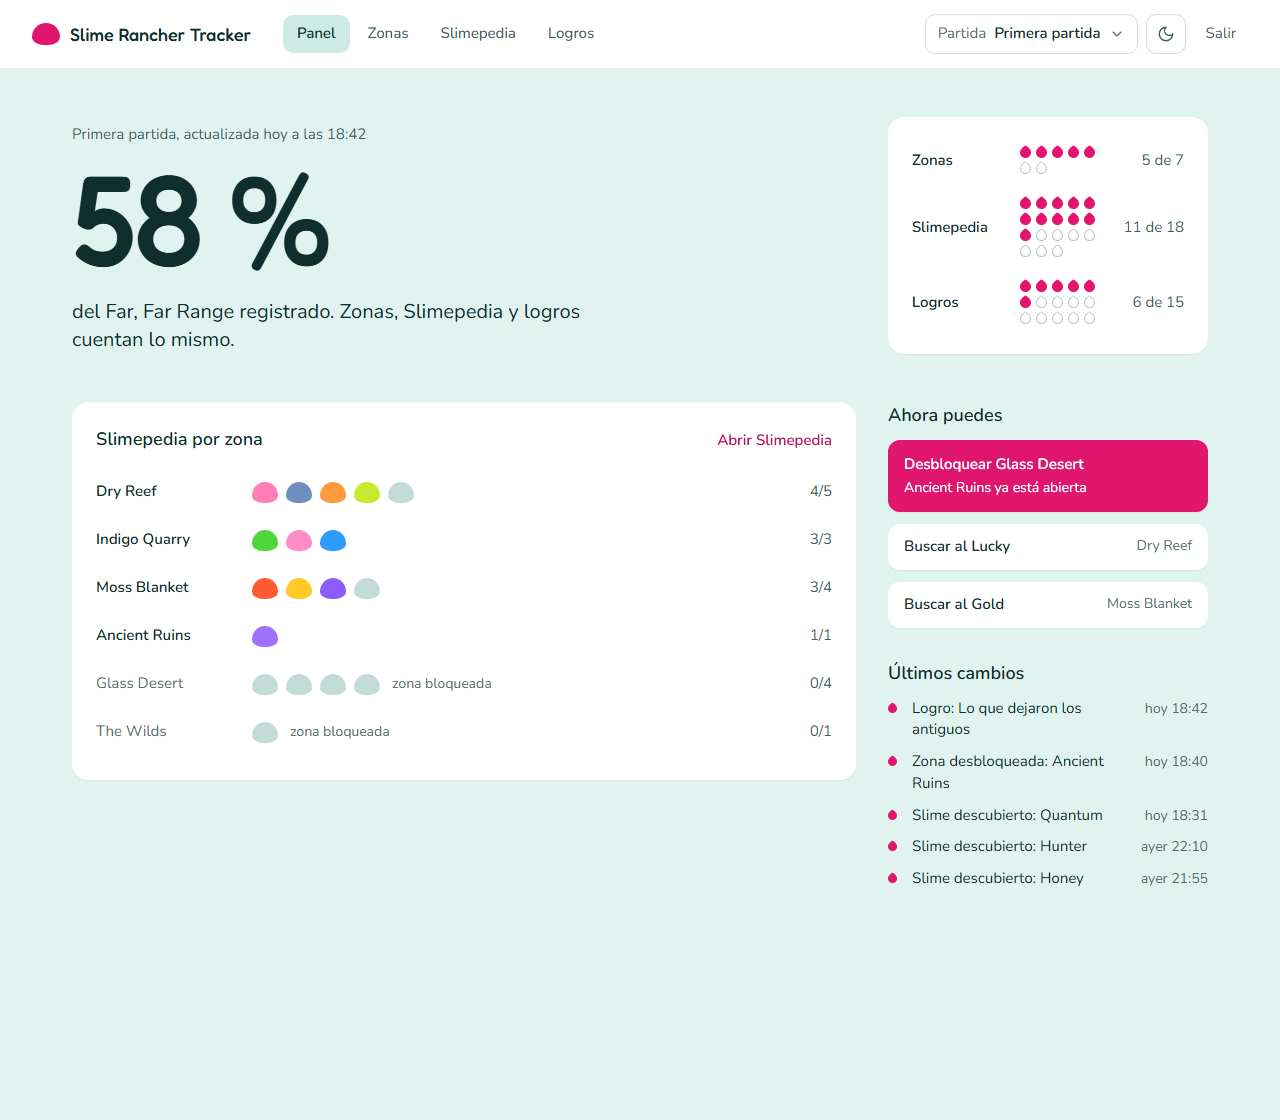 Slime Rancher Tracker
Panel
Zonas
Slimepedia
Logros
Partida Primera partida
Salir
Primera partida, actualizada hoy a las 18:42
58 %
del Far, Far Range registrado. Zonas, Slimepedia y logros
cuentan lo mismo.
Zonas 5 de 7
Slimepedia 11 de 18
Logros 6 de 15
Slimepedia por zona
Abrir Slimepedia
Dry Reef 4/5
Indigo Quarry 3/3
Moss Blanket 3/4
Ancient Ruins 1/1
Glass Desert zona bloqueada 0/4
The Wilds zona bloqueada 0/1
Ahora puedes
Desbloquear Glass Desert
Ancient Ruins ya está abierta
Buscar al Lucky Dry Reef
Buscar al Gold Moss Blanket
Últimos cambios
Logro: Lo que dejaron los hoy 18:42
antiguos
Zona desbloqueada: Ancient hoy 18:40
Ruins
Slime descubierto: Quantum hoy 18:31
Slime descubierto: Hunter ayer 22:10
Slime descubierto: Honey ayer 21:55